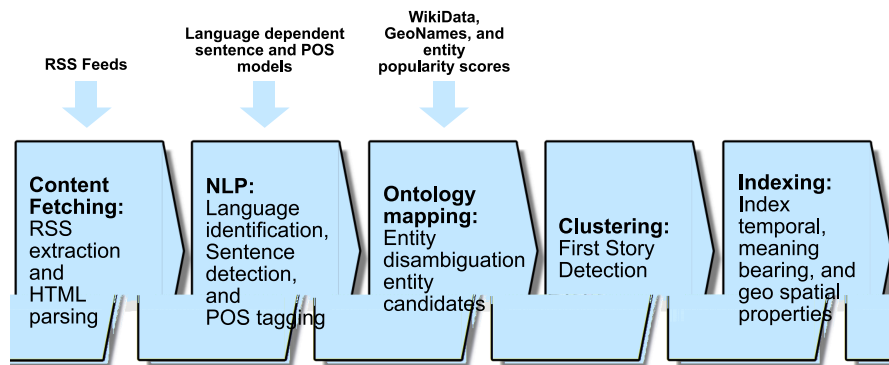 RSS Feeds
Language dependent
sentence and POS
models
WikiData,
GeoNames, and
entity
popularity scores
Content
Fetching:
RSS
extraction
and
HTML
parsing
NLP:
Language
identification,
Sentence
detection,
and
POS tagging
Ontology
mapping:
Entity
disambiguation
entity
candidates
Clustering:
First Story
Detection
Indexing:
Index
temporal,
meaning
bearing, and
geo spatial
properties